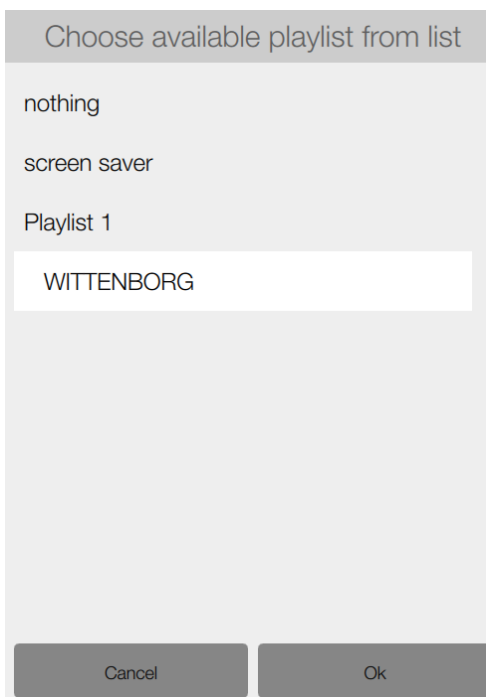 Choose available playlist from list
nothing
screen saver
Playlist 1
WITTENBORG
Cancel
Ok